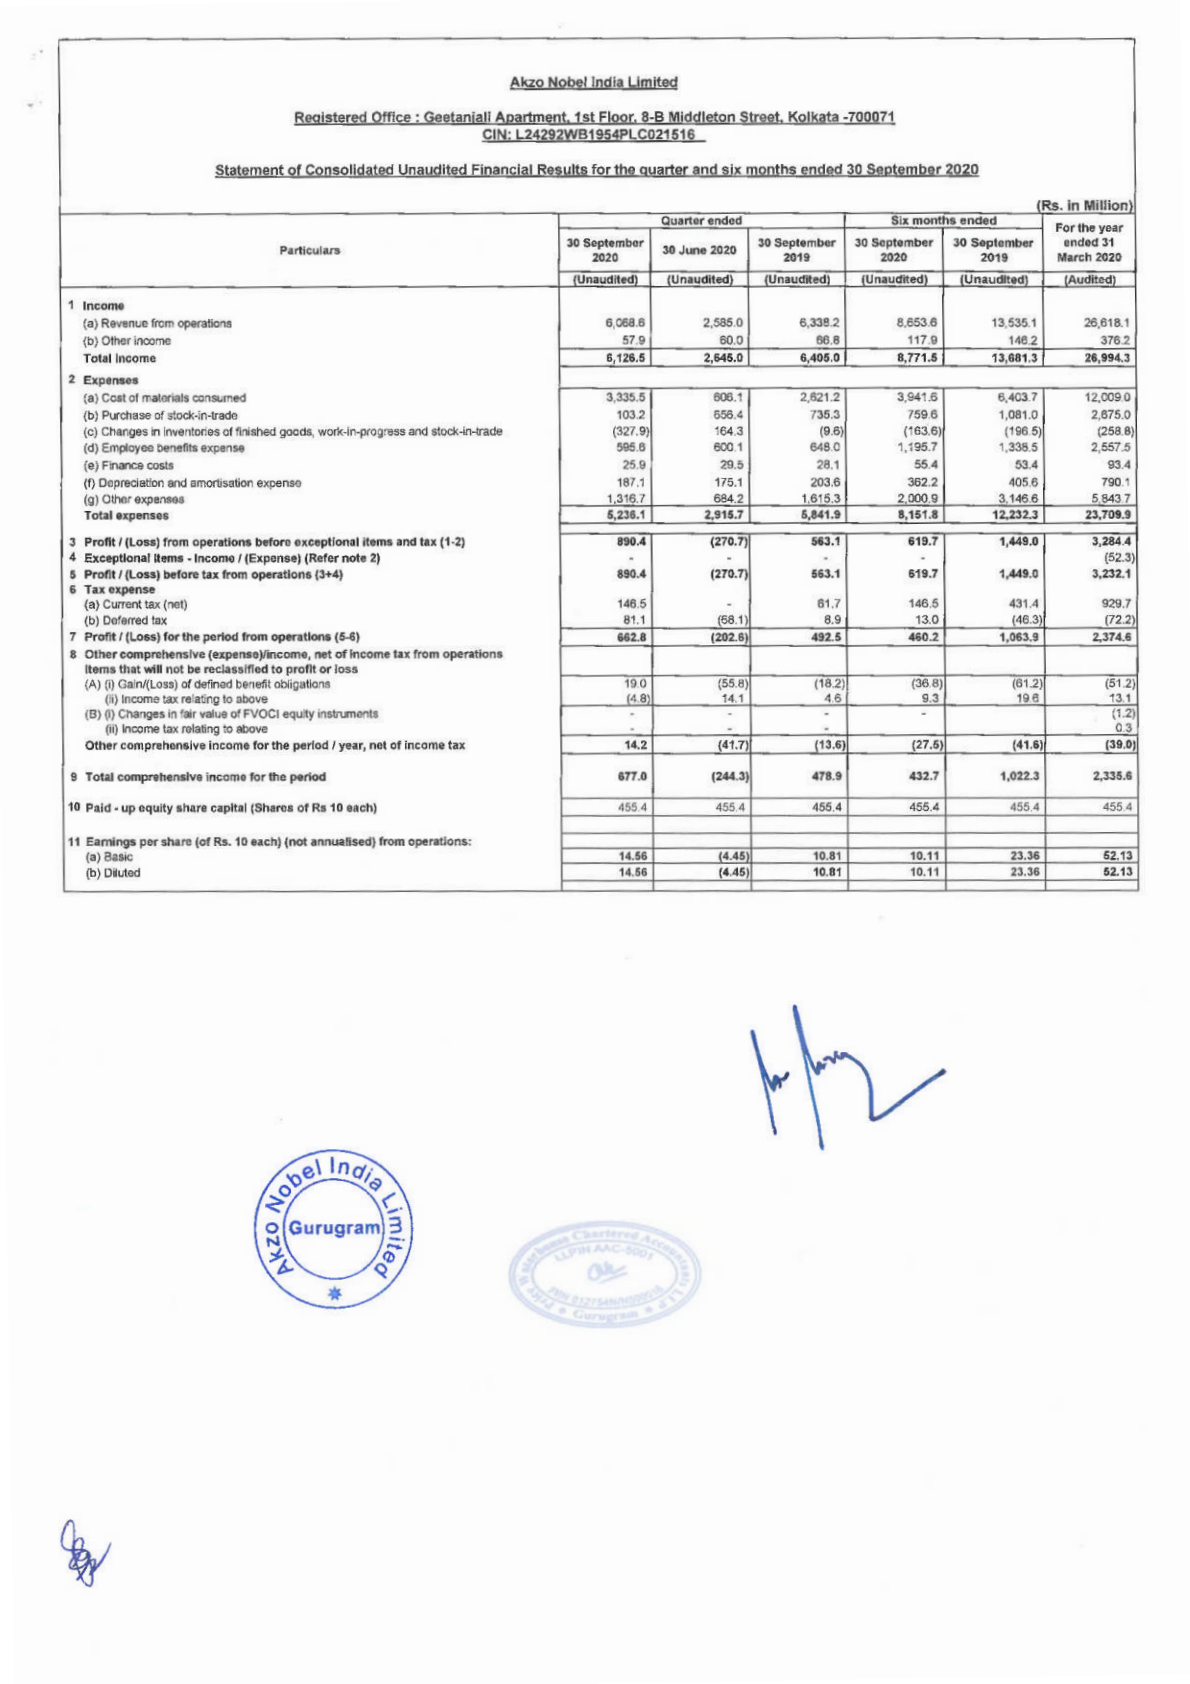 Akzo Nobel India Limited
Registered Office : Geetanjali Apartment, 1st Floor, 8-B Middleton Street, Kolkata -700071
CIN: L24292WB1954PLC021516
Statement of Consolidated Unaudited Financial Results for the quarter and six months ended 30 September 2020
(Rs. in Million)
Particulars Quarter ended Six months ended For the year ended 31 March 2020
30 September 2020 30 June 2020 30 September 2019 30 September 2020 30 September 2019
(Unaudited) (Unaudited) (Unaudited) (Unaudited) (Unaudited) (Audited)
1 Income
(a) Revenue from operations 6,068.6 2,585.0 6,338.2 8,653.6 13,535.1 26,618.1
(b) Other income 57.9 60.0 66.8 117.9 146.2 376.2
Total income 6,126.5 2,645.0 6,405.0 8,771.5 13,681.3 26,994.3
2 Expenses
(a) Cost of materials consumed 3,335.5 606.1 2,621.2 3,941.6 6,403.7 12,009.0
(b) Purchase of stock-in-trade 103.2 656.4 735.3 759.6 1,081.0 2,675.0
(c) Changes in inventories of finished goods, work-in-progress and stock-in-trade (327.9) 164.3 (9.6) (163.6) (196.5) (258.8)
(d) Employee benefits expense 595.6 600.1 648.0 1,195.7 1,338.5 2,557.5
(e) Finance costs 25.9 29.5 28.1 55.4 53.4 93.4
(f) Depreciation and amortisation expense 187.1 175.1 203.6 362.2 405.6 790.1
(g) Other expenses 1,316.7 684.2 1,615.3 2,000.9 3,146.6 5,843.7
Total expenses 5,236.1 2,915.7 5,841.9 8,151.8 12,232.3 23,709.9
3 Profit / (Loss) from operations before exceptional items and tax (1-2) 890.4 (270.7) 563.1 619.7 1,449.0 3,284.4
4 Exceptional Items - Income / (Expense) (Refer note 2) - - - - - (52.3)
5 Profit / (Loss) before tax from operations (3+4) 890.4 (270.7) 563.1 619.7 1,449.0 3,232.1
6 Tax expense
(a) Current tax (net) 146.5 - 61.7 146.5 431.4 929.7
(b) Deferred tax 81.1 (68.1) 8.9 13.0 (46.3) (72.2)
7 Profit / (Loss) for the period from operations (5-6) 662.8 (202.6) 492.5 460.2 1,063.9 2,374.6
8 Other comprehensive (expense)/income, net of income tax from operations
Items that will not be reclassified to profit or loss
(A) (i) Gain/(Loss) of defined benefit obligations 19.0 (55.8) (18.2) (36.8) (61.2) (51.2)
(ii) Income tax relating to above (4.8) 14.1 4.6 9.3 19.6 13.1
(B) (i) Changes in fair value of FVOCI equity instruments - - - - (1.2)
(ii) Income tax relating to above - - - 0.3
Other comprehensive income for the period / year, net of income tax 14.2 (41.7) (13.6) (27.5) (41.6) (39.0)
9 Total comprehensive income for the period 677.0 (244.3) 478.9 432.7 1,022.3 2,335.6
10 Paid - up equity share capital (Shares of Rs 10 each) 455.4 455.4 455.4 455.4 455.4 455.4
11 Earnings per share (of Rs. 10 each) (not annualised) from operations:
(a) Basic 14.56 (4.45) 10.81 10.11 23.36 52.13
(b) Diluted 14.56 (4.45) 10.81 10.11 23.36 52.13
Akzo Nobel India Limited
Gurugram
Chartered Accountants LLP
LLPIN AAC-5001
Gurugram